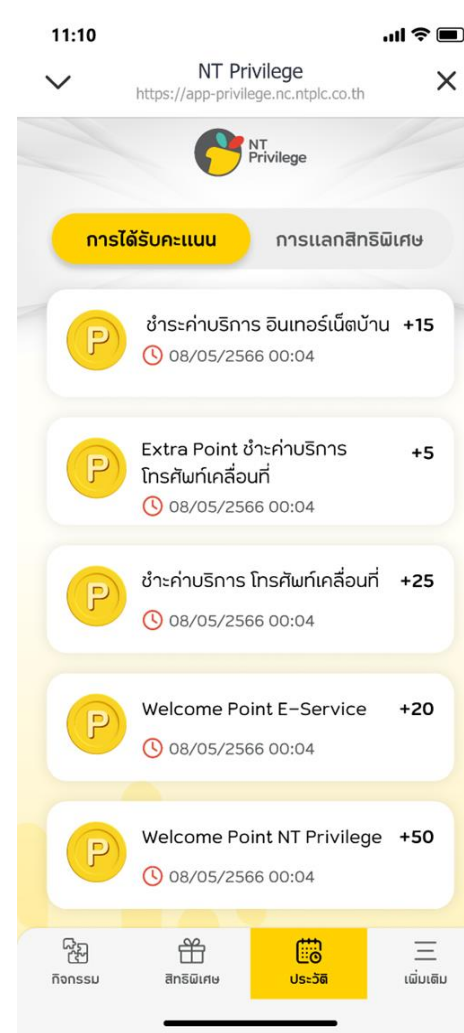 11:10
NT Privilege
https://app-privilege.nc.ntplc.co.th
NT
Privilege
การได้รับคะแนน
การแลกสิทธิพิเศษ
P
ชำระค่าบริการ อินเทอร์เน็ตบ้าน +15
08/05/2566 00:04
P
Extra Point ชำะค่าบริการ +5
โทรศัพท์เคลื่อนที่
08/05/2566 00:04
P
ชำะค่าบริการ โทรศัพท์เคลื่อนที่ +25
08/05/2566 00:04
P
Welcome Point E-Service +20
08/05/2566 00:04
P
Welcome Point NT Privilege +50
08/05/2566 00:04
กิจกรรม
สิทธิพิเศษ
ประวัติ
เพิ่มเติม